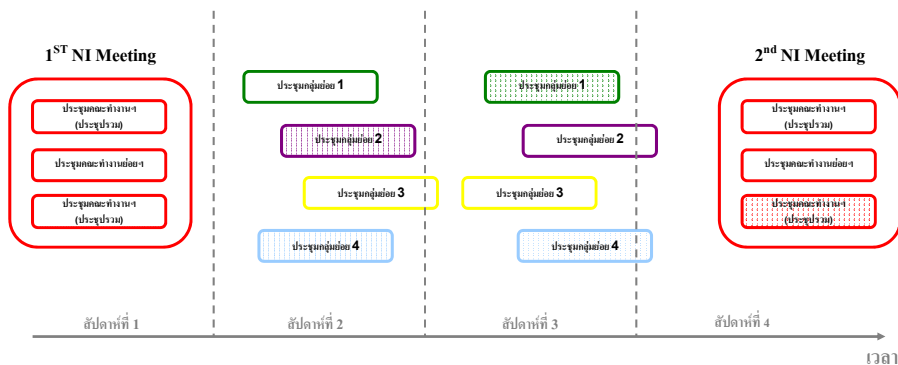 1ST NI Meeting
ประชุมคณะทำงานฯ
(ประชุปรวม)
ประชุมคณะทำงานย่อยฯ
ประชุมคณะทำงานฯ
(ประชุปรวม)
ประชุมกลุ่มย่อย 1
ประชุมกลุ่มย่อย 2
ประชุมกลุ่มย่อย 3
ประชุมกลุ่มย่อย 4
ประชุมกลุ่มย่อย 1
ประชุมกลุ่มย่อย 2
ประชุมกลุ่มย่อย 3
ประชุมกลุ่มย่อย 4
2nd NI Meeting
ประชุมคณะทำงานฯ
(ประชุปรวม)
ประชุมคณะทำงานย่อยฯ
ประชุมคณะทำงานฯ
(ประชุปรวม)
สัปดาห์ที่ 1
สัปดาห์ที่ 2
สัปดาห์ที่ 3
สัปดาห์ที่ 4
เวลา